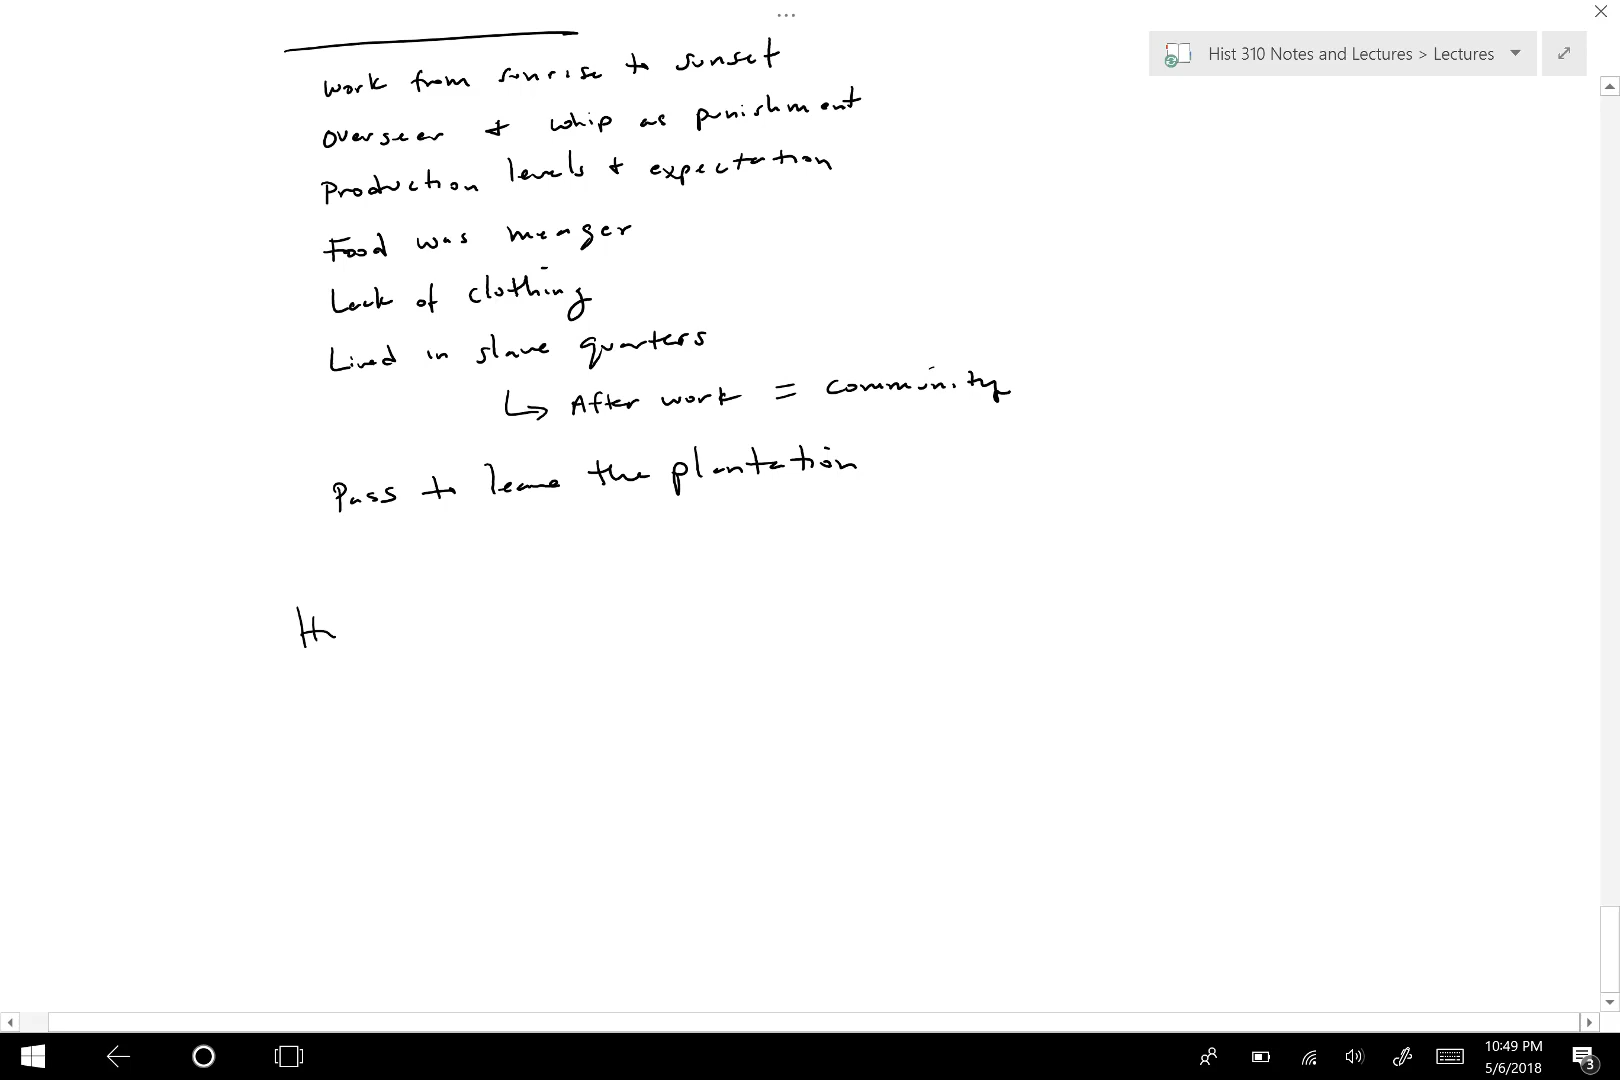 ...
Hist 310 Notes and Lectures > Lectures
work from sunrise to sunset
overseer + whip as punishment
Production levels + expectation
Food was meager
Lack of clothing
Lived in slave quarters
↳ After work = community
Pass to leave the plantation
10:49 PM
5/6/2018
3